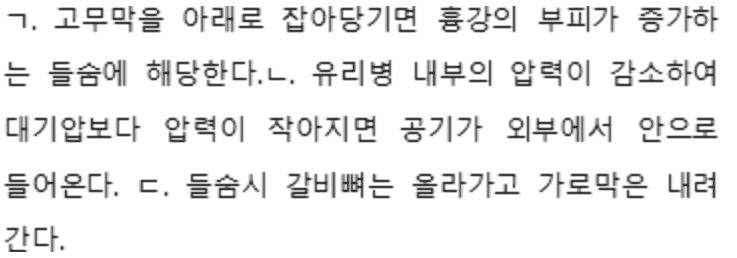 ㄱ. 고무막을 아래로 잡아당기면 흉강의 부피가 증가하
는 들숨에 해당한다.ㄴ. 유리병 내부의 압력이 감소하여
대기압보다 압력이 작아지면 공기가 외부에서 안으로
들어온다. ㄷ. 들숨시 갈비뼈는 올라가고 가로막은 내려
간다.